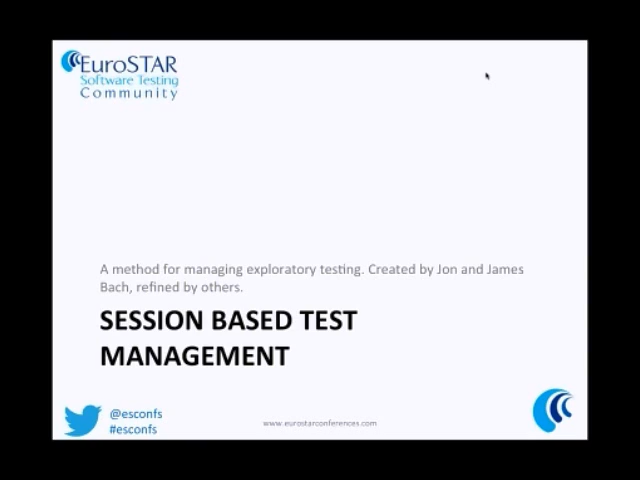 EuroSTAR
Software Testing
Community
A method for managing exploratory testing. Created by Jon and James
Bach, refined by others.
SESSION BASED TEST
MANAGEMENT
@esconfs
#esconfs
www.eurostarconferences.com